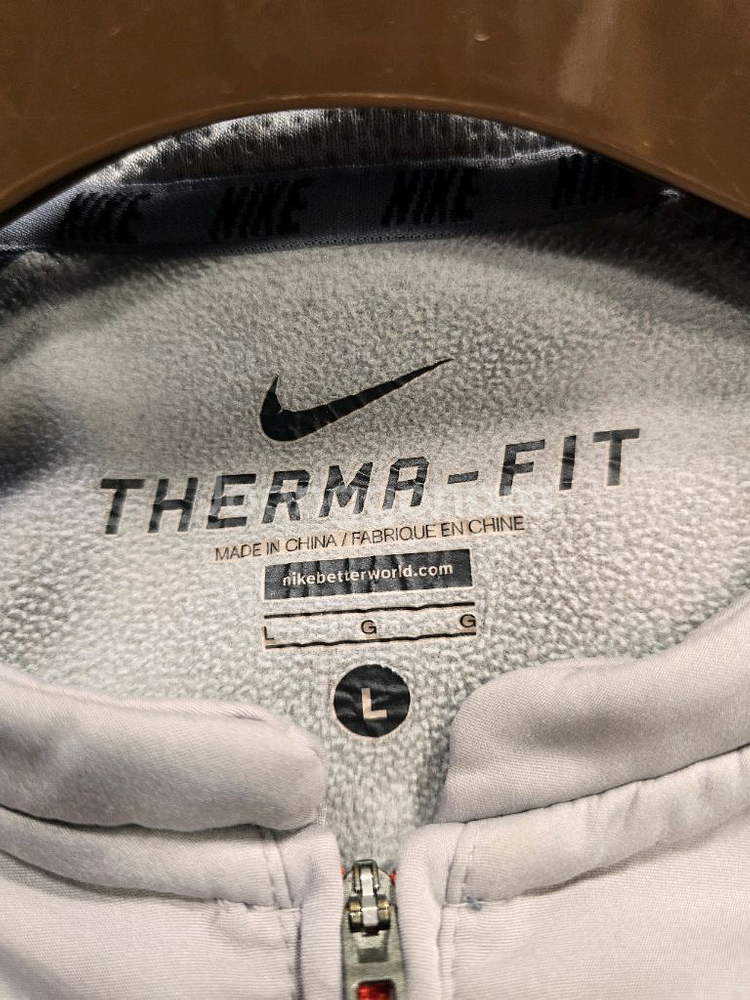 NIKE NIKE NIKE NIKE
THERMA-FIT
MADE IN CHINA / FABRIQUE EN CHINE
nikebetterworld.com
L G G
L